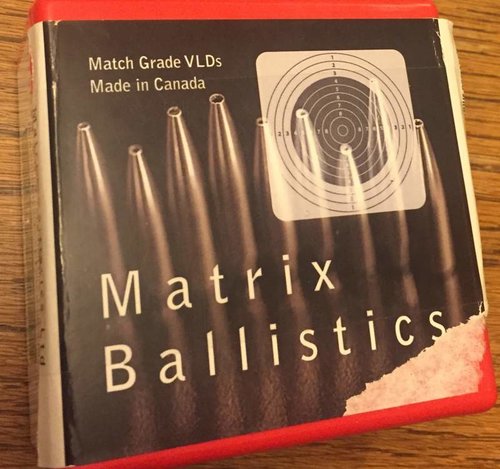 Match Grade VLDs
Made in Canada
Matrix
Ballistics